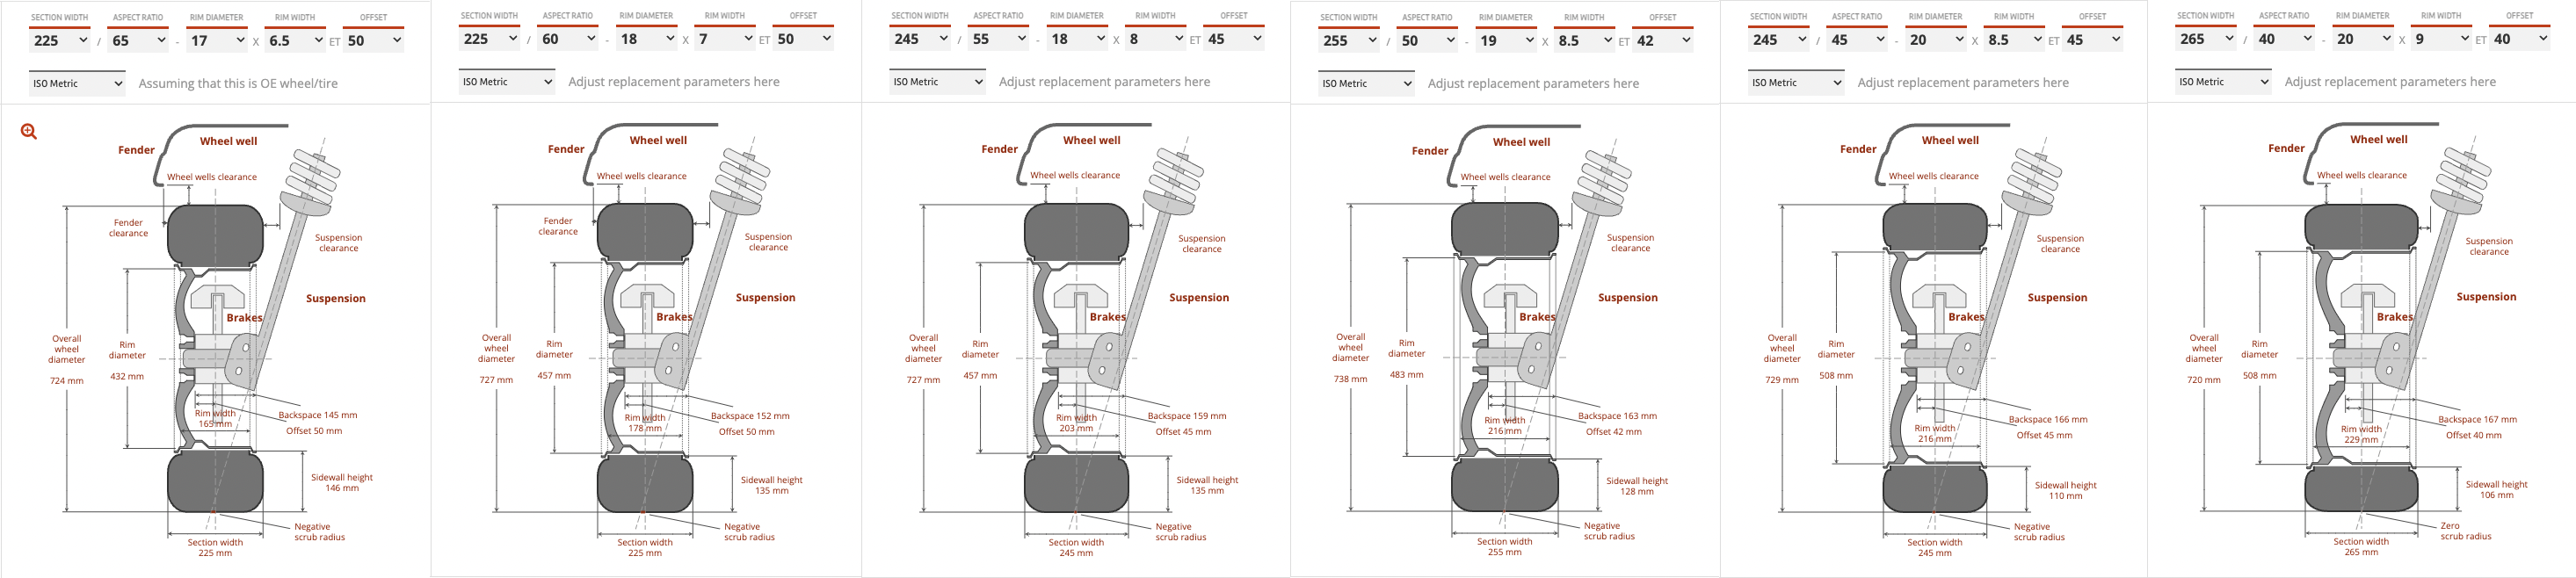 SECTION WIDTH ASPECT RATIO RIM DIAMETER RIM WIDTH OFFSET
225 / 65 - 17 X 6.5 ET 50
ISO Metric Assuming that this is OE wheel/tire
Wheel well
Fender
Wheel wells clearance
Fender
clearance
Suspension
clearance
Suspension
Brakes
Overall
wheel
diameter
724 mm
Rim
diameter
432 mm
Rim width
165 mm
Backspace 145 mm
Offset 50 mm
Sidewall height
146 mm
Negative
scrub radius
Section width
225 mm
SECTION WIDTH ASPECT RATIO RIM DIAMETER RIM WIDTH OFFSET
225 / 60 - 18 X 7 ET 50
ISO Metric Adjust replacement parameters here
Wheel well
Fender
Wheel wells clearance
Fender
clearance
Suspension
clearance
Suspension
Brakes
Overall
wheel
diameter
727 mm
Rim
diameter
457 mm
Rim width
178 mm
Backspace 152 mm
Offset 50 mm
Sidewall height
135 mm
Negative
scrub radius
Section width
225 mm
SECTION WIDTH ASPECT RATIO RIM DIAMETER RIM WIDTH OFFSET
245 / 55 - 18 X 8 ET 45
ISO Metric Adjust replacement parameters here
Wheel well
Fender
Wheel wells clearance
Suspension
clearance
Suspension
Brakes
Overall
wheel
diameter
727 mm
Rim
diameter
457 mm
Rim width
203 mm
Backspace 159 mm
Offset 45 mm
Sidewall height
135 mm
Negative
scrub radius
Section width
245 mm
SECTION WIDTH ASPECT RATIO RIM DIAMETER RIM WIDTH OFFSET
255 / 50 - 19 X 8.5 ET 42
ISO Metric Adjust replacement parameters here
Wheel well
Fender
Wheel wells clearance
Suspension
clearance
Suspension
Brakes
Overall
wheel
diameter
738 mm
Rim
diameter
483 mm
Rim width
216 mm
Backspace 163 mm
Offset 42 mm
Sidewall height
128 mm
Negative
scrub radius
Section width
255 mm
SECTION WIDTH ASPECT RATIO RIM DIAMETER RIM WIDTH OFFSET
245 / 45 - 20 X 8.5 ET 45
ISO Metric Adjust replacement parameters here
Wheel well
Fender
Wheel wells clearance
Suspension
clearance
Suspension
Brakes
Overall
wheel
diameter
729 mm
Rim
diameter
508 mm
Rim width
216 mm
Backspace 166 mm
Offset 45 mm
Sidewall height
110 mm
Negative
scrub radius
Section width
245 mm
SECTION WIDTH ASPECT RATIO RIM DIAMETER RIM WIDTH OFFSET
265 / 40 - 20 X 9 ET 40
ISO Metric Adjust replacement parameters here
Wheel well
Fender
Wheel wells clearance
Suspension
clearance
Suspension
Brakes
Overall
wheel
diameter
720 mm
Rim
diameter
508 mm
Rim width
229 mm
Backspace 167 mm
Offset 40 mm
Sidewall height
106 mm
Zero
scrub radius
Section width
265 mm